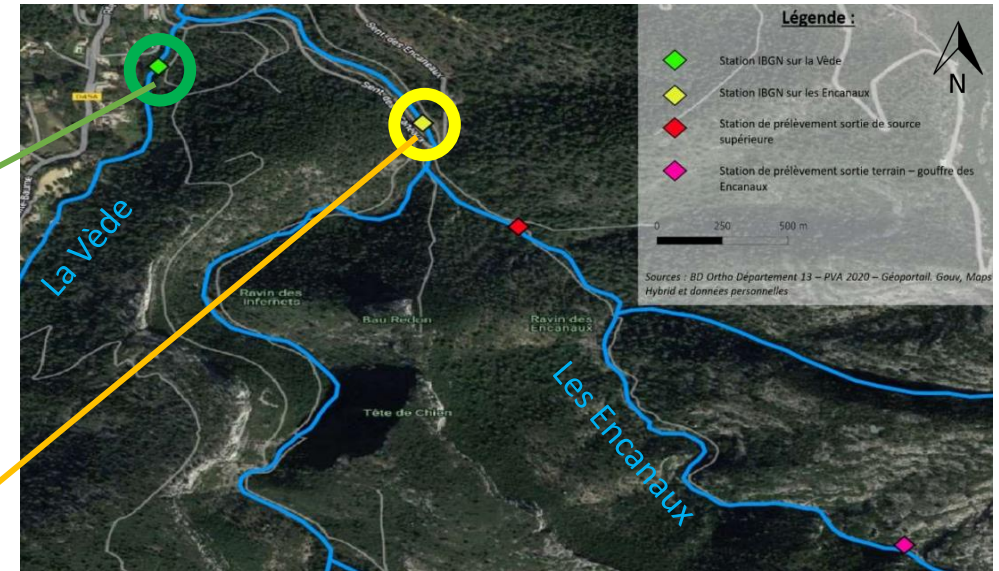 Légende :
Station IBGN sur la Vède
Station IBGN sur les Encanaux
Station de prélèvement sortie de source
supérieure
Station de prélèvement sortie terrain – gouffre des
Encanaux
0 250 500 m
Sources : BD Ortho Département 13 – PVA 2020 – Géoportail. Gouv, Maps
Hybrid et données personnelles
N
Sent. des Encaneaux
La Vède
Ravin des
Infernets
Bau Redon
Ravin des
Encanaux
Tête de Chien
Les Encanaux